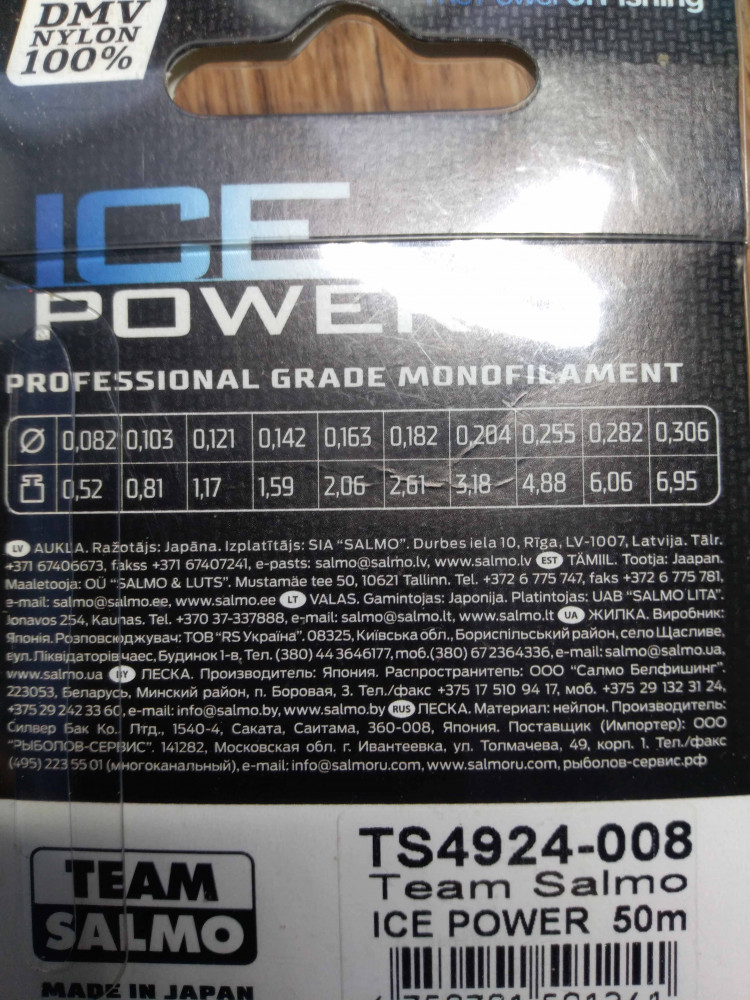 DMV
NYLON
100%
ICE
POWER
PROFESSIONAL GRADE MONOFILAMENT
Ø 0,082 0,103 0,121 0,142 0,163 0,182 0,204 0,255 0,282 0,306
0,52 0,81 1,17 1,59 2,06 2,61 3,18 4,88 6,06 6,95
LV AUKLA. Ražotājs: Japāna. Izplatītājs: SIA "SALMO". Durbes iela 10, Rīga, LV-1007, Latvija. Tālr.
+371 67406673, fakss +371 67407241, e-pasts: salmo@salmo.lv, www.salmo.lv EST TÄMIIL. Tootja: Jaapan.
Maaletooja: OÜ "SALMO & LUTS". Mustamäe tee 50, 10621 Tallinn. Tel. +372 6 775 747, faks +372 6 775 781,
e-mail: salmo@salmo.ee, www.salmo.ee LT VALAS. Gamintojas: Japonija. Platintojas: UAB "SALMO LITA".
Jonavos 254, Kaunas. Tel. +370 37-337888, e-mail: salmo@salmo.lt, www.salmo.lt UA ЖИЛКА. Виробник:
Японія. Розповсюджувач: ТОВ "RS Україна". 08325, Київська обл., Бориспільський район, село Щасливе,
вул. Ліквідаторів чаес, Будинок 1-в, Тел. (380) 44 3646177, моб.(380) 67 2364336, e-mail: salmo@salmo.ua,
www.salmo.ua BY ЛЕСКА. Производитель: Япония. Распространитель: ООО "Салмо Белфишинг".
223053, Беларусь, Минский район, п. Боровая, 3. Тел./факс +375 17 510 94 17, моб. +375 29 132 31 24,
+375 29 242 33 60, e-mail: info@salmo.by, www.salmo.by RUS ЛЕСКА. Материал: нейлон. Производитель:
Силвер Бак Ко. Лтд., 1540-4, Саката, Саитама, 360-008, Япония. Поставщик (Импортер): ООО
"РЫБОЛОВ-СЕРВИС". 141282, Московская обл. г. Ивантеевка, ул. Толмачева, 49, корп. 1. Тел./факс
(495) 223 55 01 (многоканальный), e-mail: info@salmoru.com, www.salmoru.com, рыболов-сервис.рф
TEAM
SALMO
MADE IN JAPAN
TS4924-008
Team Salmo
ICE POWER 50m